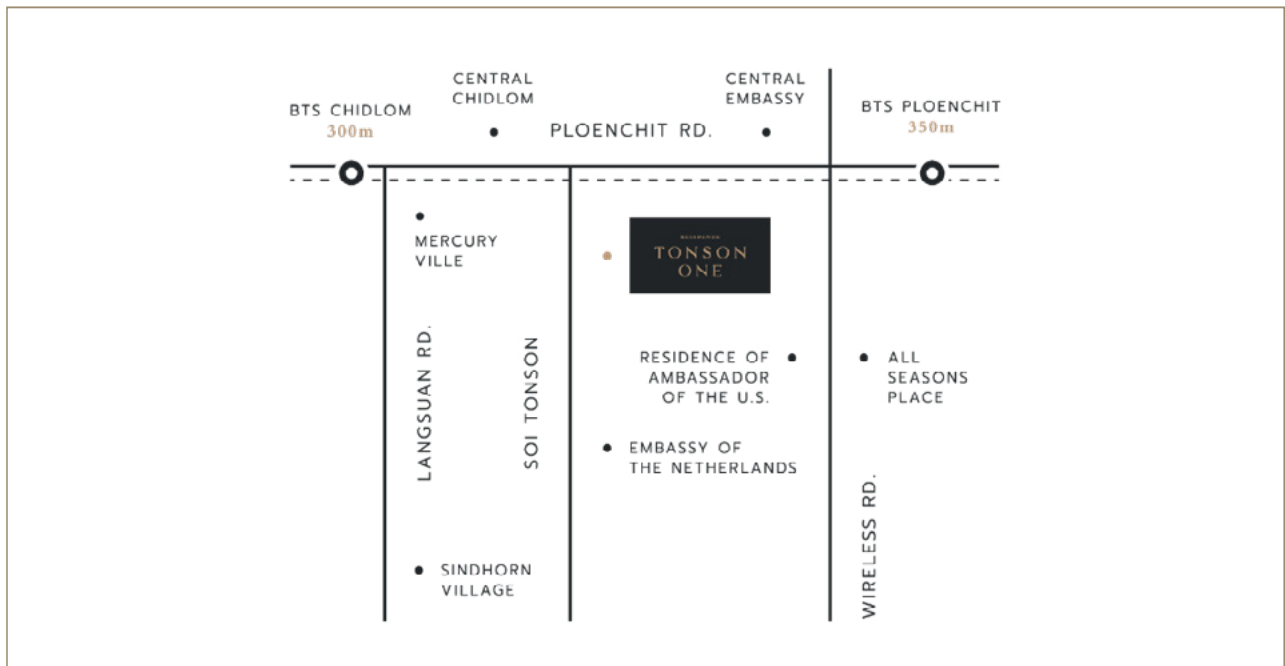 CENTRAL
CHIDLOM
CENTRAL
EMBASSY
BTS CHIDLOM
300m
PLOENCHIT RD.
BTS PLOENCHIT
350m
MERCURY
VILLE
TONSON
ONE
LANGSUAN RD.
SOI TONSON
RESIDENCE OF
AMBASSADOR
OF THE U.S.
ALL
SEASONS
PLACE
EMBASSY OF
THE NETHERLANDS
WIRELESS RD.
SINDHORN
VILLAGE